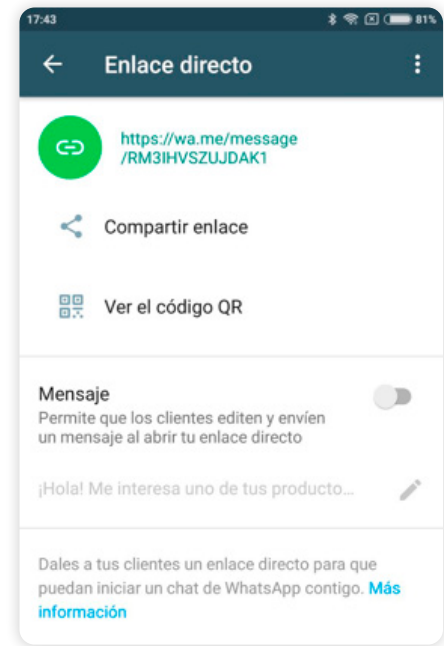 17:43
81%
Enlace directo
https://wa.me/message
/RM3IHVSZUJDAK1
Compartir enlace
Ver el código QR
Mensaje
Permite que los clientes editen y envíen
un mensaje al abrir tu enlace directo
¡Hola! Me interesa uno de tus producto...
Dales a tus clientes un enlace directo para que
puedan iniciar un chat de WhatsApp contigo. Más
información